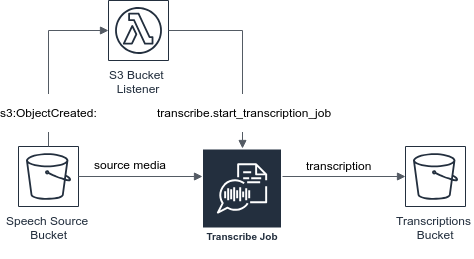 S3 Bucket
Listener
s3:ObjectCreated:
transcribe.start_transcription_job
source media
transcription
Speech Source
Bucket
Transcribe Job
Transcriptions
Bucket